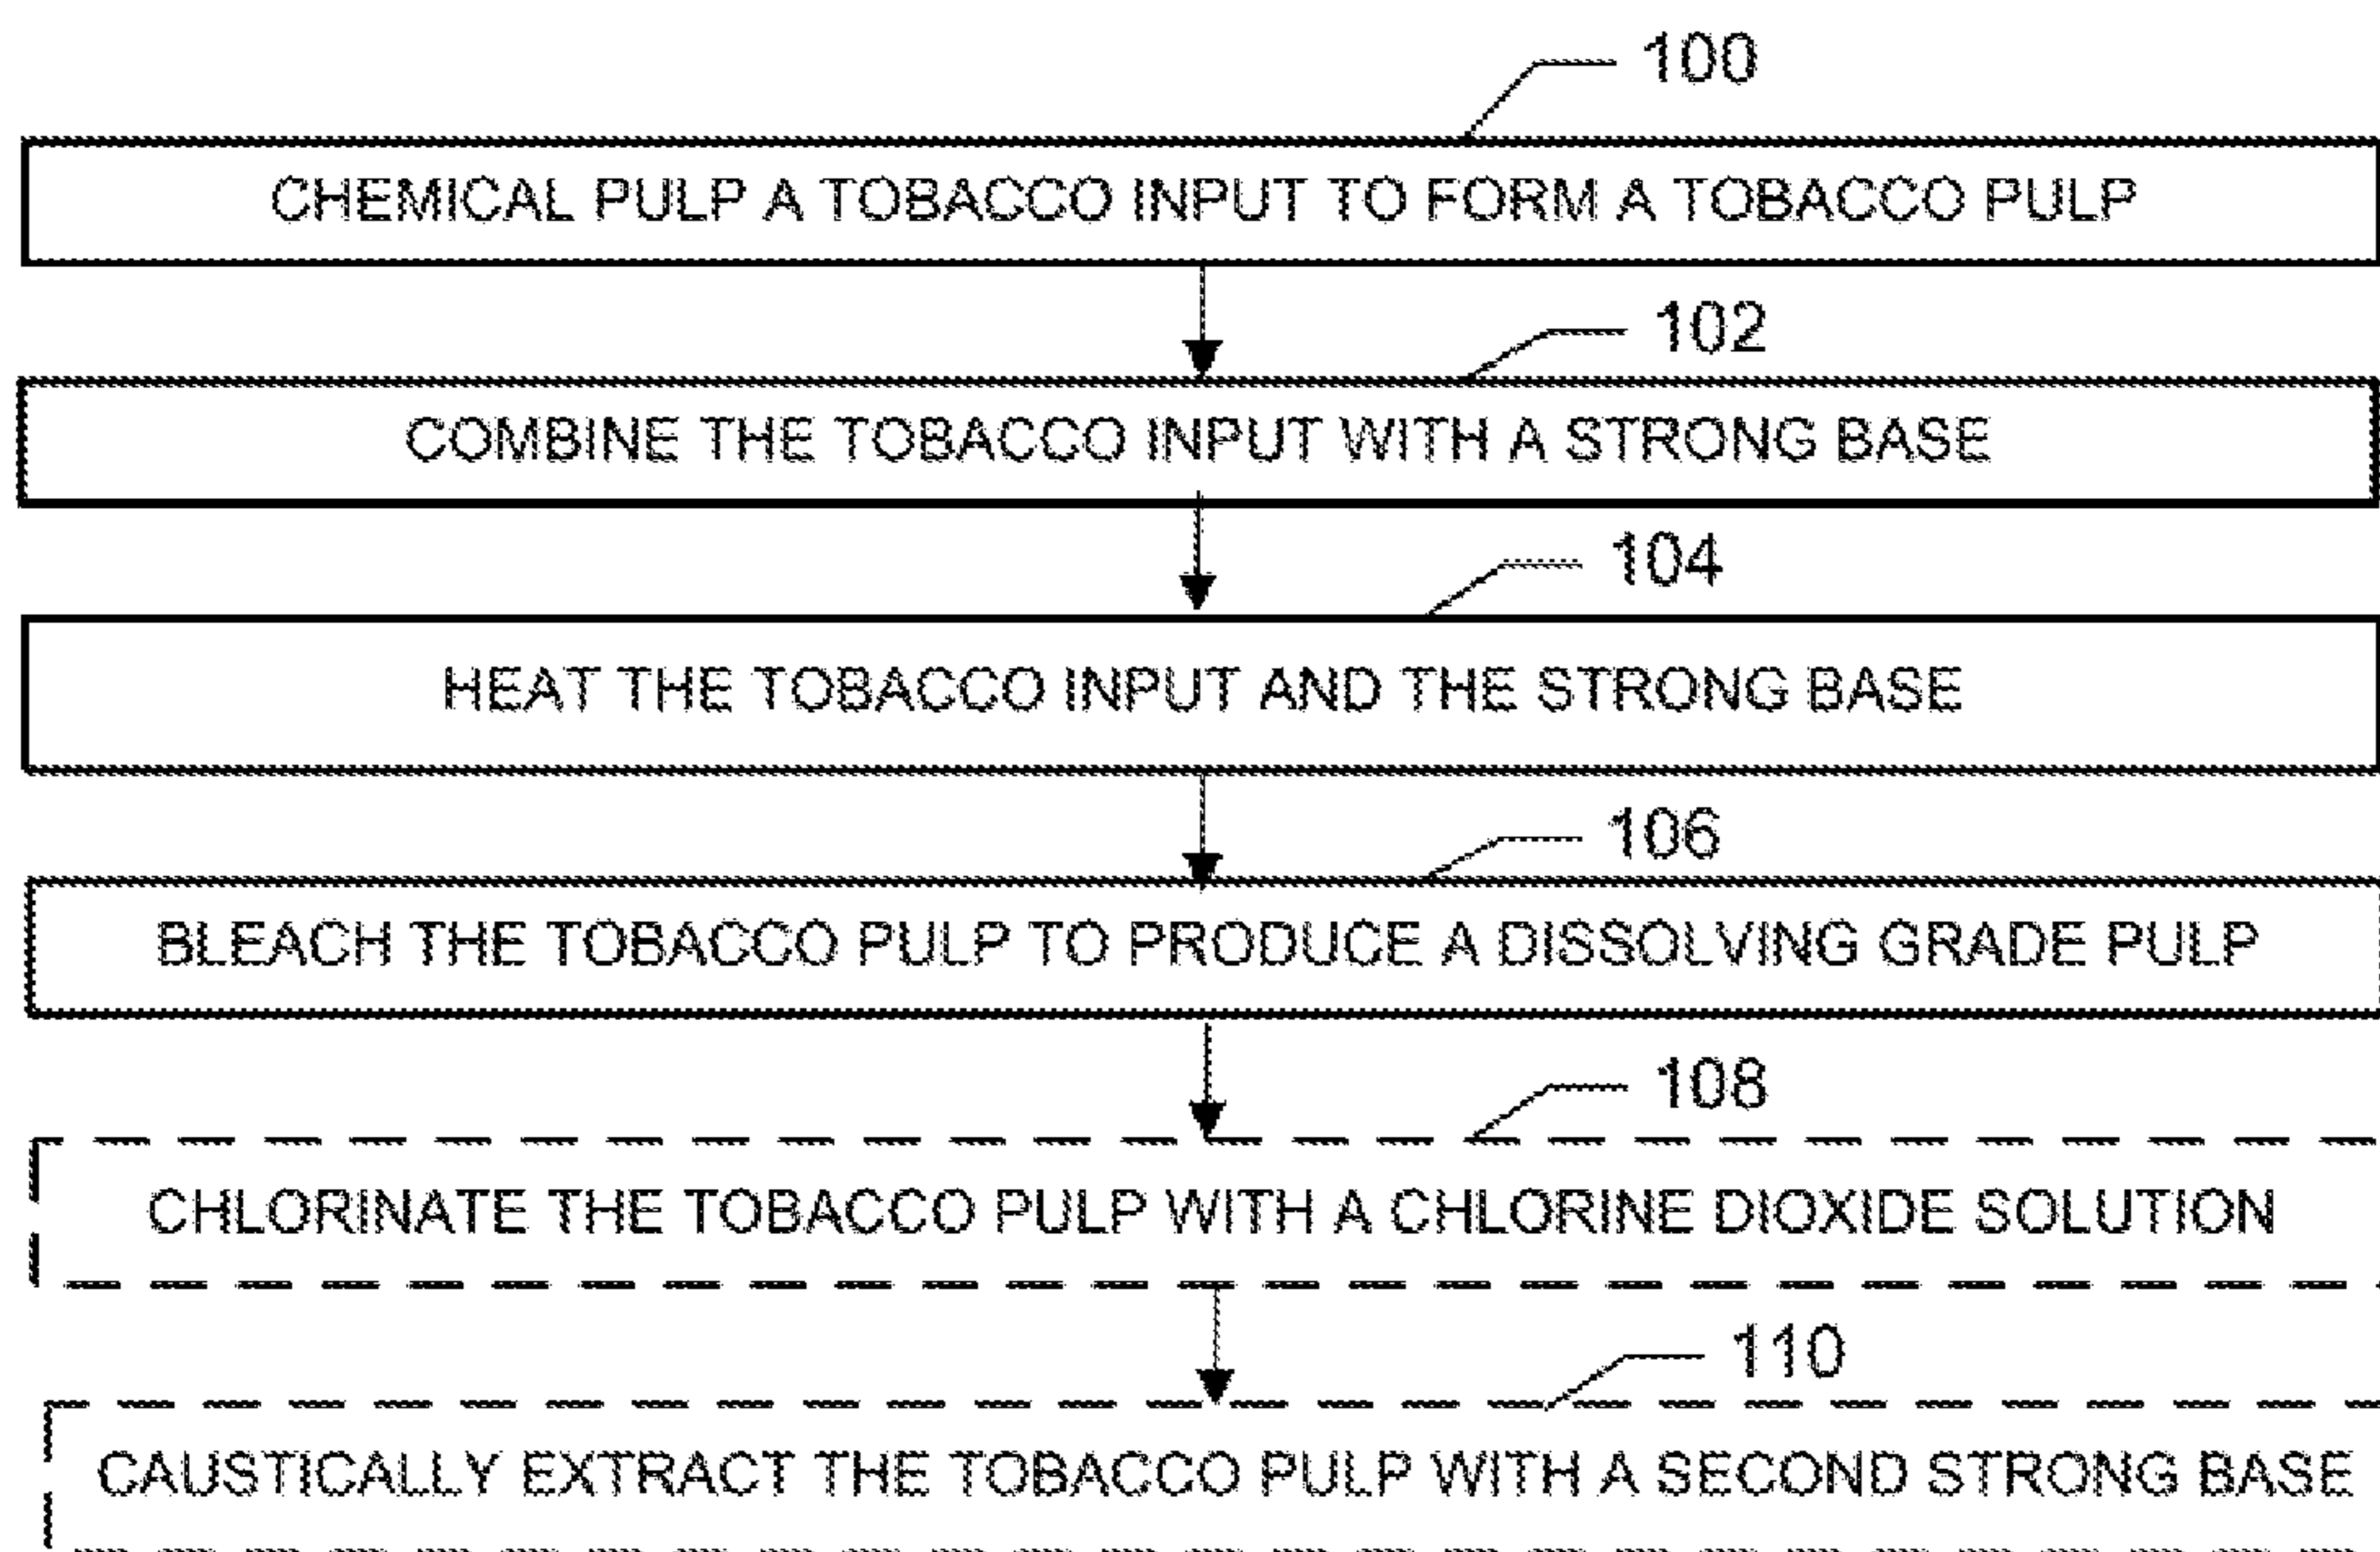 100
CHEMICAL PULP A TOBACCO INPUT TO FORM A TOBACCO PULP
102
COMBINE THE TOBACCO INPUT WITH A STRONG BASE
104
HEAT THE TOBACCO INPUT AND THE STRONG BASE
106
BLEACH THE TOBACCO PULP TO PRODUCE A DISSOLVING GRADE PULP
108
CHLORINATE THE TOBACCO PULP WITH A CHLORINE DIOXIDE SOLUTION
110
CAUSTICALLY EXTRACT THE TOBACCO PULP WITH A SECOND STRONG BASE